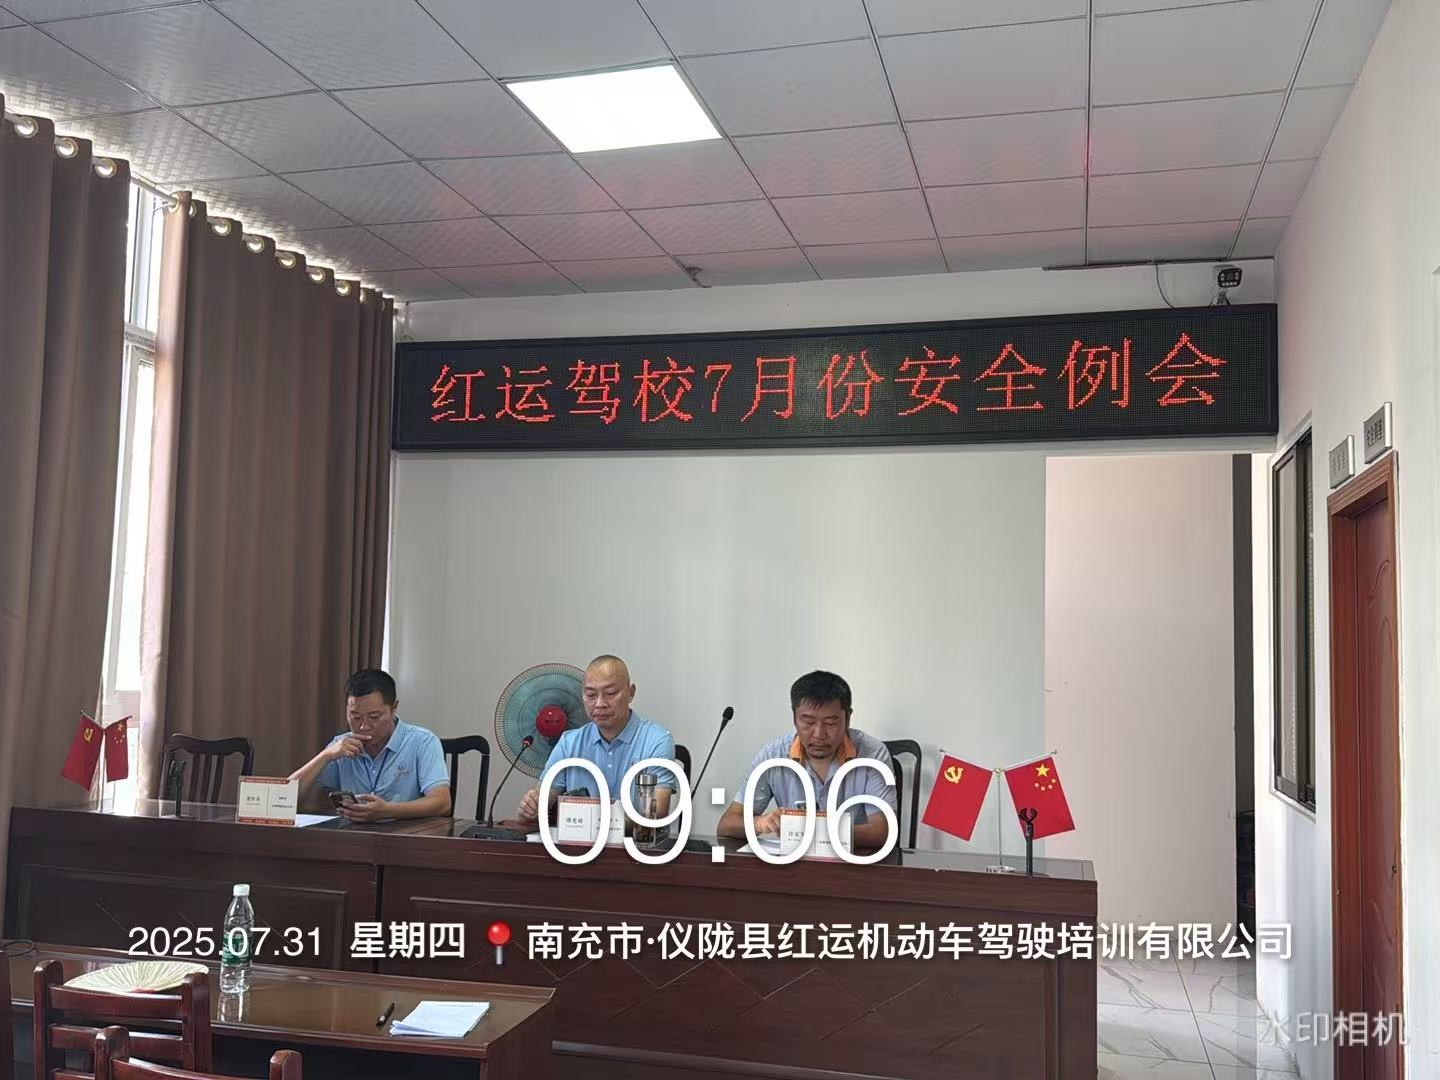 红运驾校7月份安全例会
09:06
2025.07.31 星期四 南充市·仪陇县红运机动车驾驶培训有限公司
水印相机